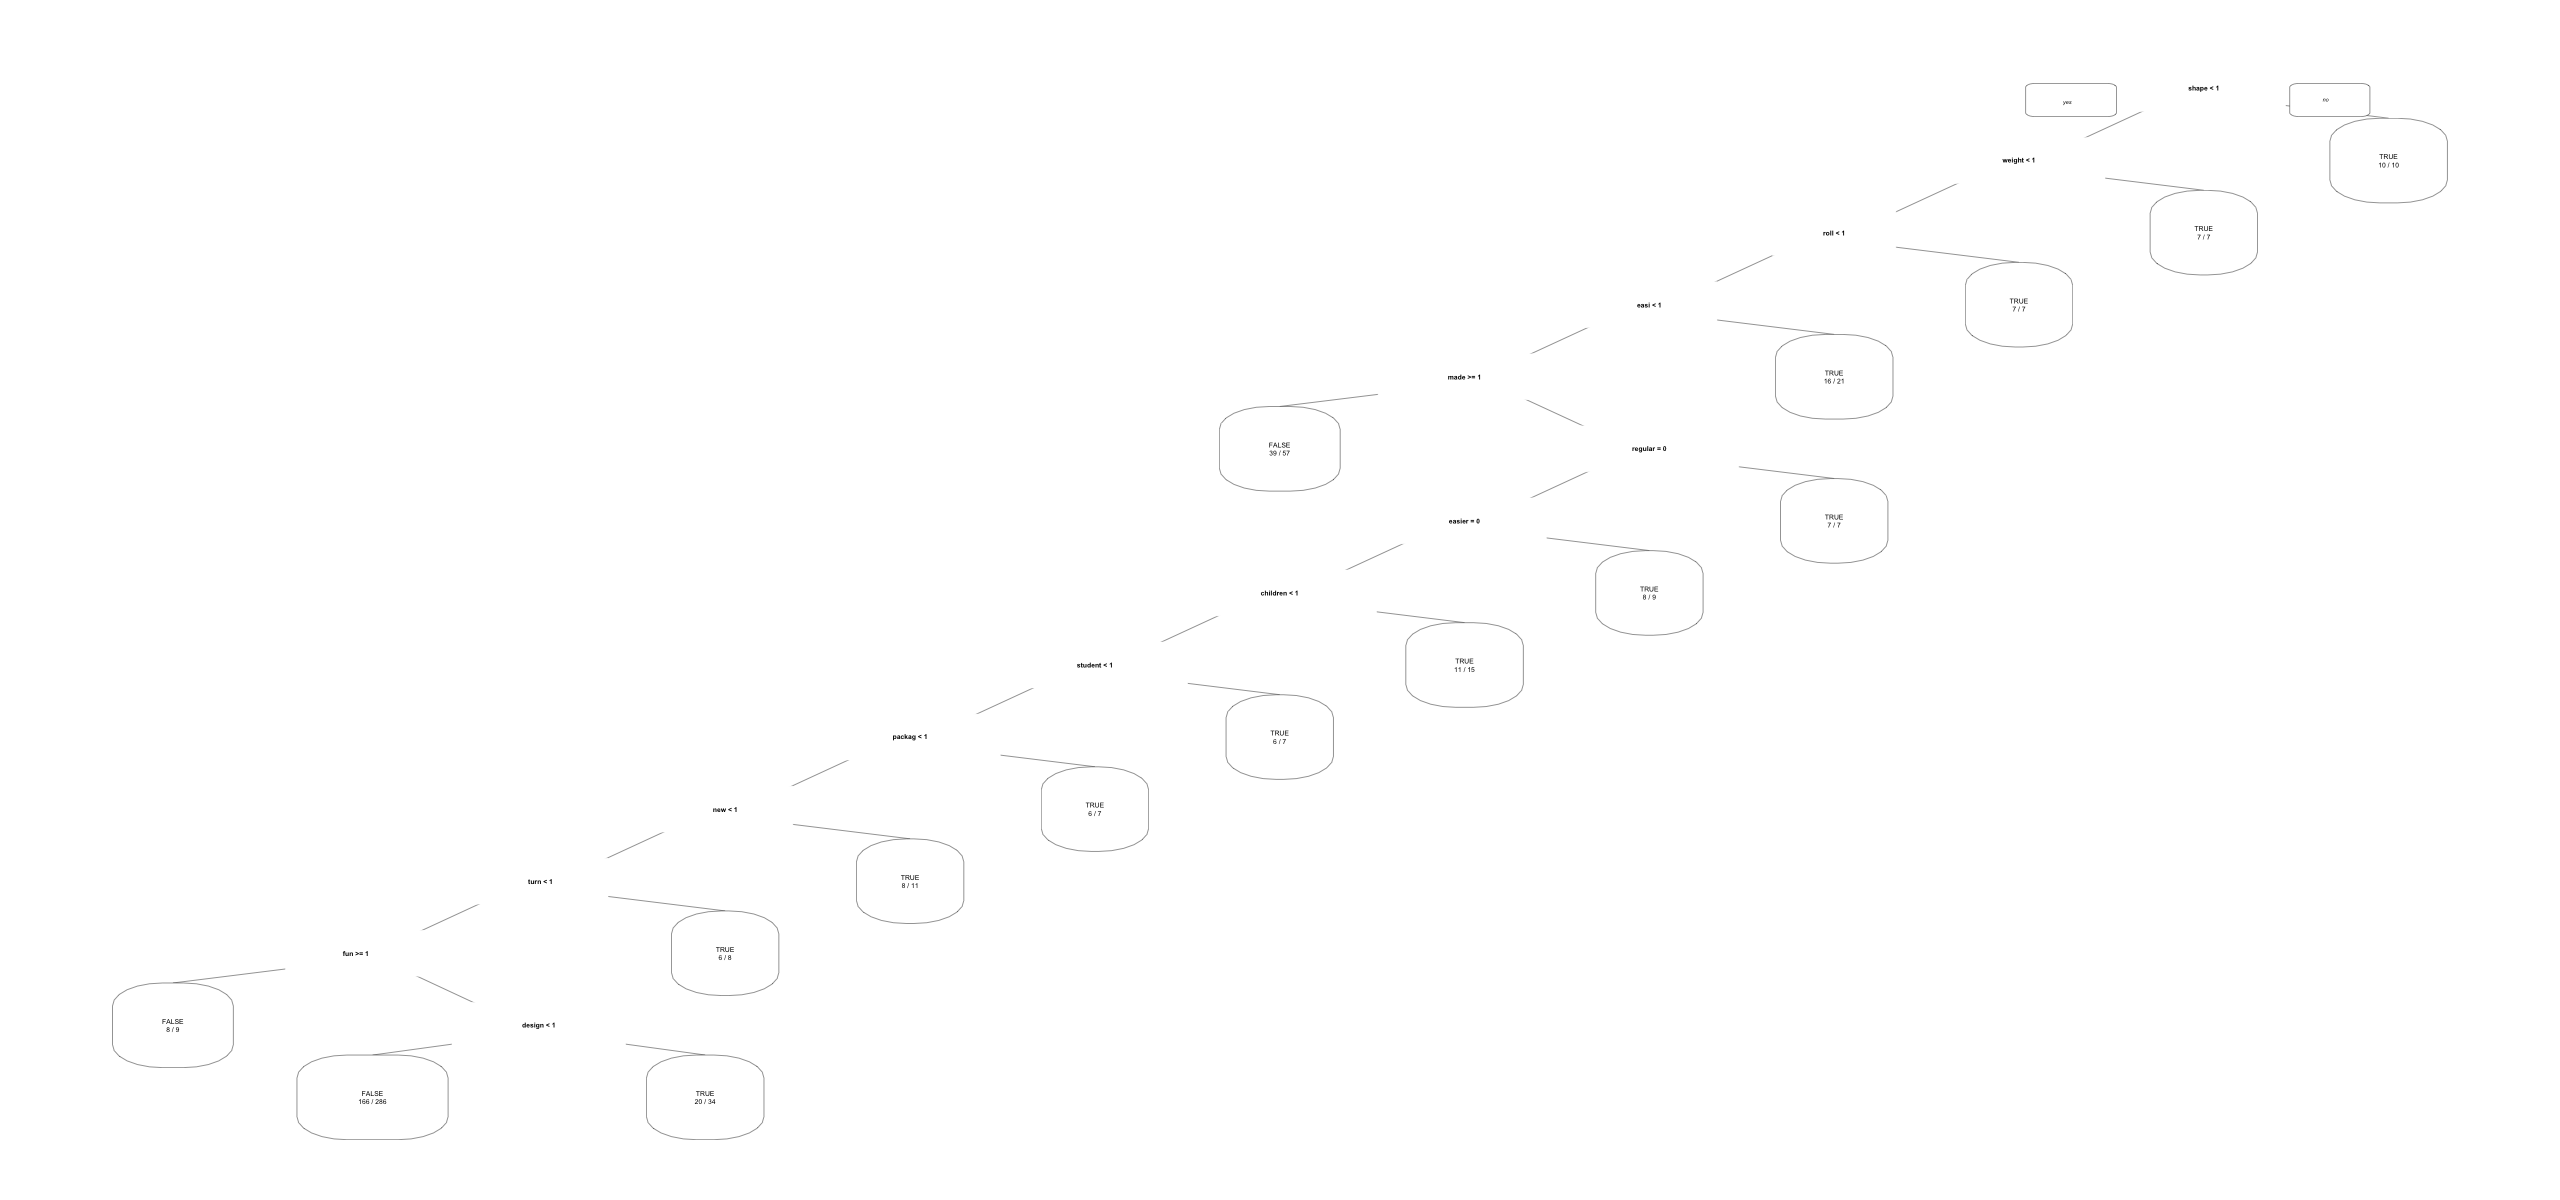 shape < 1
yes
no
weight < 1
TRUE
10 / 10
roll < 1
TRUE
7 / 7
easi < 1
TRUE
7 / 7
made >= 1
TRUE
16 / 21
FALSE
39 / 57
regular = 0
easier = 0
TRUE
7 / 7
children < 1
TRUE
8 / 9
student < 1
TRUE
11 / 15
packag < 1
TRUE
6 / 7
new < 1
TRUE
6 / 7
turn < 1
TRUE
8 / 11
fun >= 1
TRUE
6 / 8
FALSE
8 / 9
design < 1
FALSE
166 / 286
TRUE
20 / 34